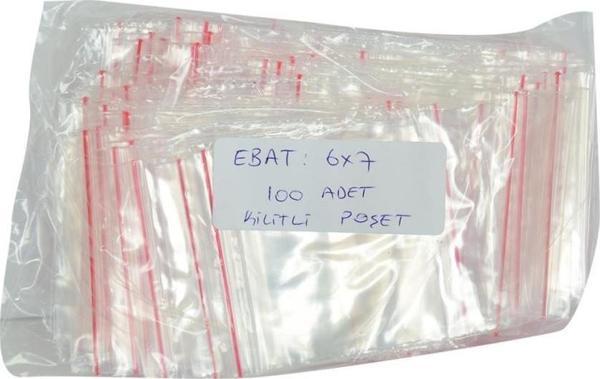 EBAT: 6x7
100 ADET
KİLİTLİ POŞET